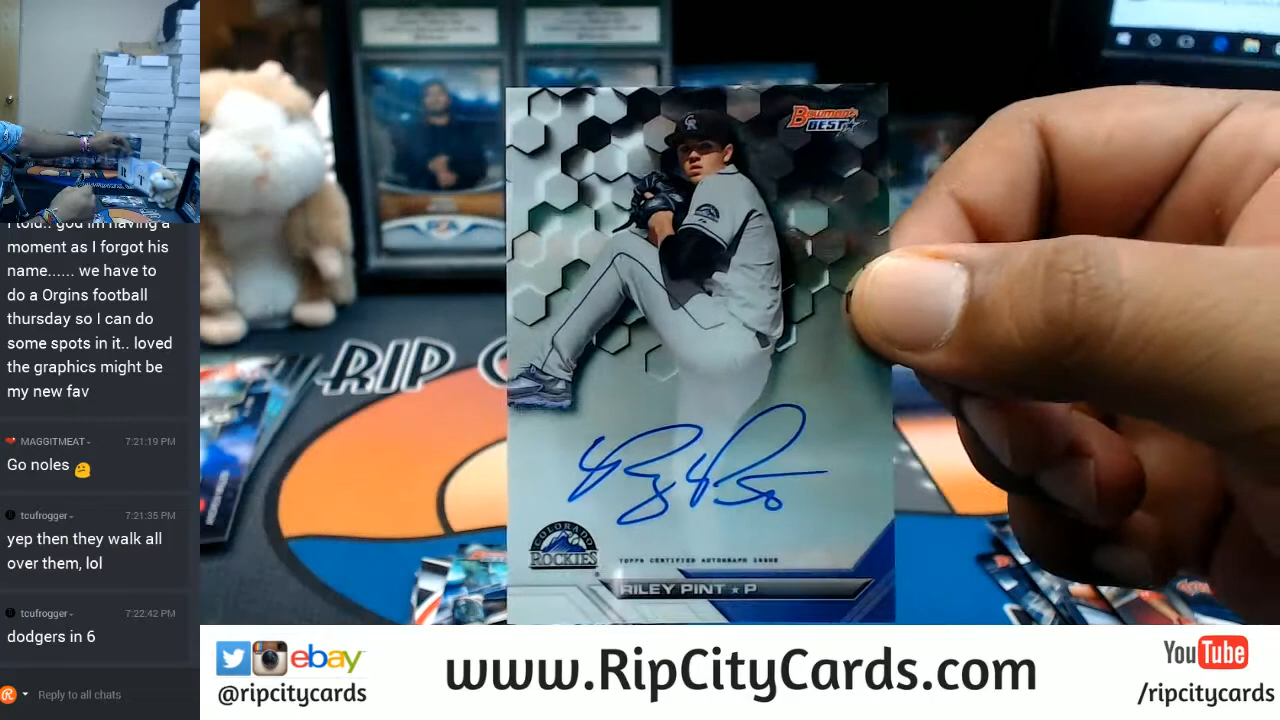 I told.. god im having a
moment as I forgot his
name...... we have to
do a Orgins football
thursday so I can do
some spots in it.. loved
the graphics might be
my new fav
MAGGITMEAT
7:21:19 PM
Go noles
tcufrogger
7:21:35 PM
yep then they walk all
over them, lol
tcufrogger
7:22:42 PM
dodgers in 6
Reply to all chats
Bowman's
BEST
CR
RIP C
COLORADO
ROCKIES
TOPPS CERTIFIED AUTOGRAPH ISSUE
RILEY PINT ★ P
ebay
@ripcitycards
www.RipCityCards.com
YouTube
/ripcitycards